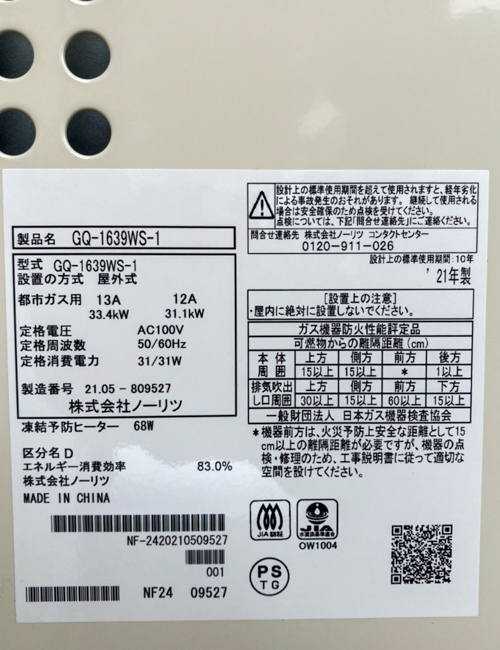 製品名 GQ-1639WS-1
型式 GQ-1639WS-1
設置の方式 屋外式
都市ガス用 13A 12A
33.4kW 31.1kW
定格電圧 AC100V
定格周波数 50/60Hz
定格消費電力 31/31W
製造番号 21.05-809527
株式会社ノーリツ
凍結予防ヒーター 68W
区分名 D
エネルギー消費効率 83.0%
株式会社ノーリツ
MADE IN CHINA
NF-2420210509527
001
NF24 09527
設計上の標準使用期間を超えて使用されますと、経年劣化
による事故発生のおそれがあります。継続して使用される
場合は安全確保のため点検を受けてください。
点検については、下記「問合せ連絡先」にご連絡ください。
問合せ連絡先 株式会社ノーリツ コンタクトセンター
0120-911-026
設計上の標準使用期間:10年
'21年製
[設置上の注意]
・屋内に絶対に設置しないでください。
ガス機器防火性能評定品
可燃物からの離隔距離(cm)
本体 上方 側方 前方 後方
周囲 15以上 15以上 * 1以上
排気吹出 上方 側方 前方 下方
し口周囲 30以上 15以上 60以上 15以上
一般財団法人 日本ガス機器検査協会
*機器前方は、火災予防上安全な距離として15
cm以上の離隔距離が必要ですが、機器の点
検・修理のため、工事説明書に従って適切な
空間を設けてください。
JIA認証
JIA
OW1004
PS
TG